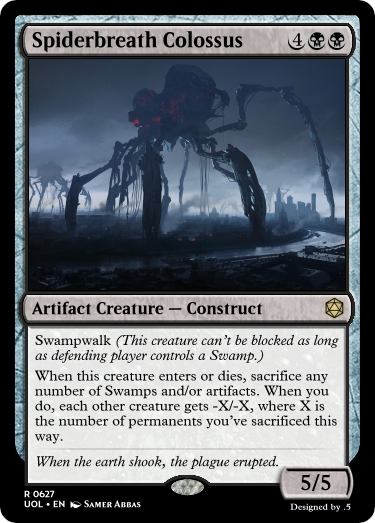 Spiderbreath Colossus 4
Artifact Creature — Construct
Swampwalk (This creature can't be blocked as long
as defending player controls a Swamp.)
When this creature enters or dies, sacrifice any
number of Swamps and/or artifacts. When you
do, each other creature gets -X/-X, where X is
the number of permanents you've sacrificed this
way.
When the earth shook, the plague erupted.
5/5
R 0627
UOL • EN Samer Abbas
Designed by .5